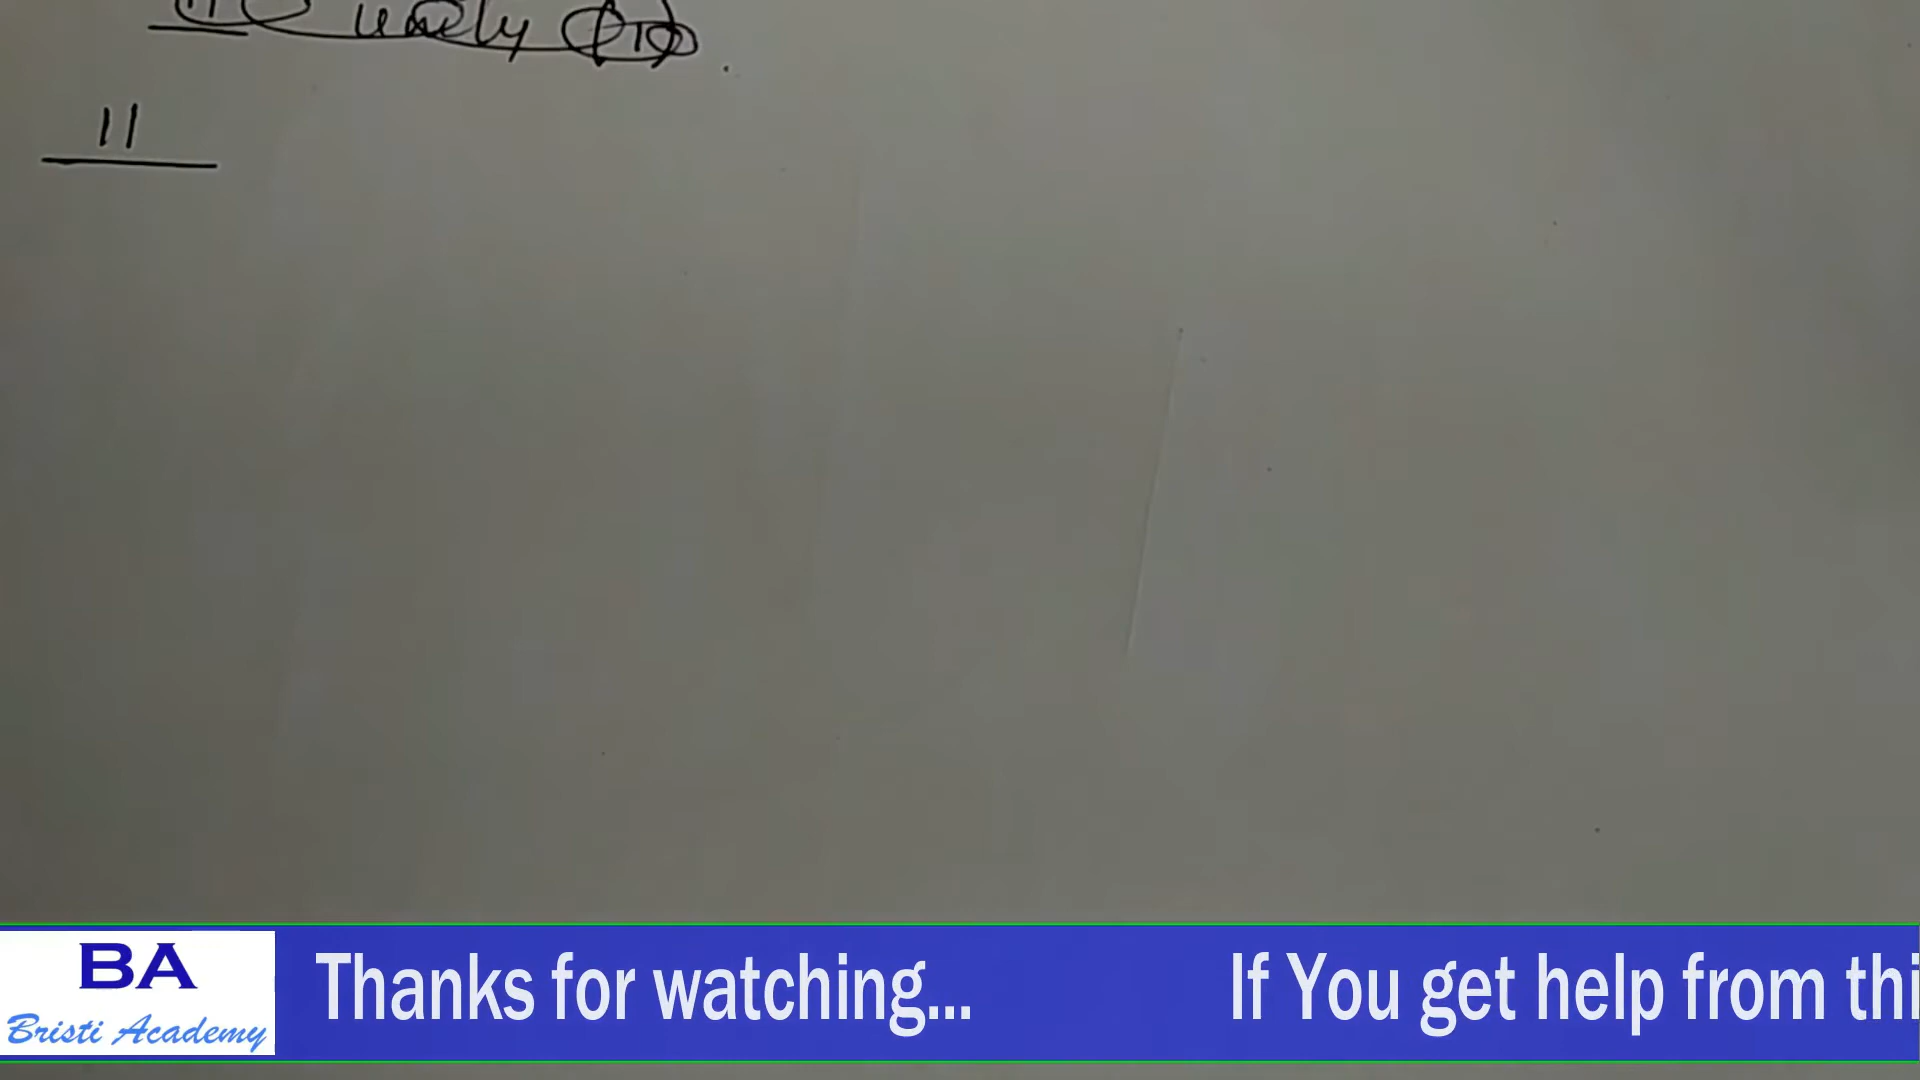 11
BA
Bristi Academy
Thanks for watching... If You get help from thi